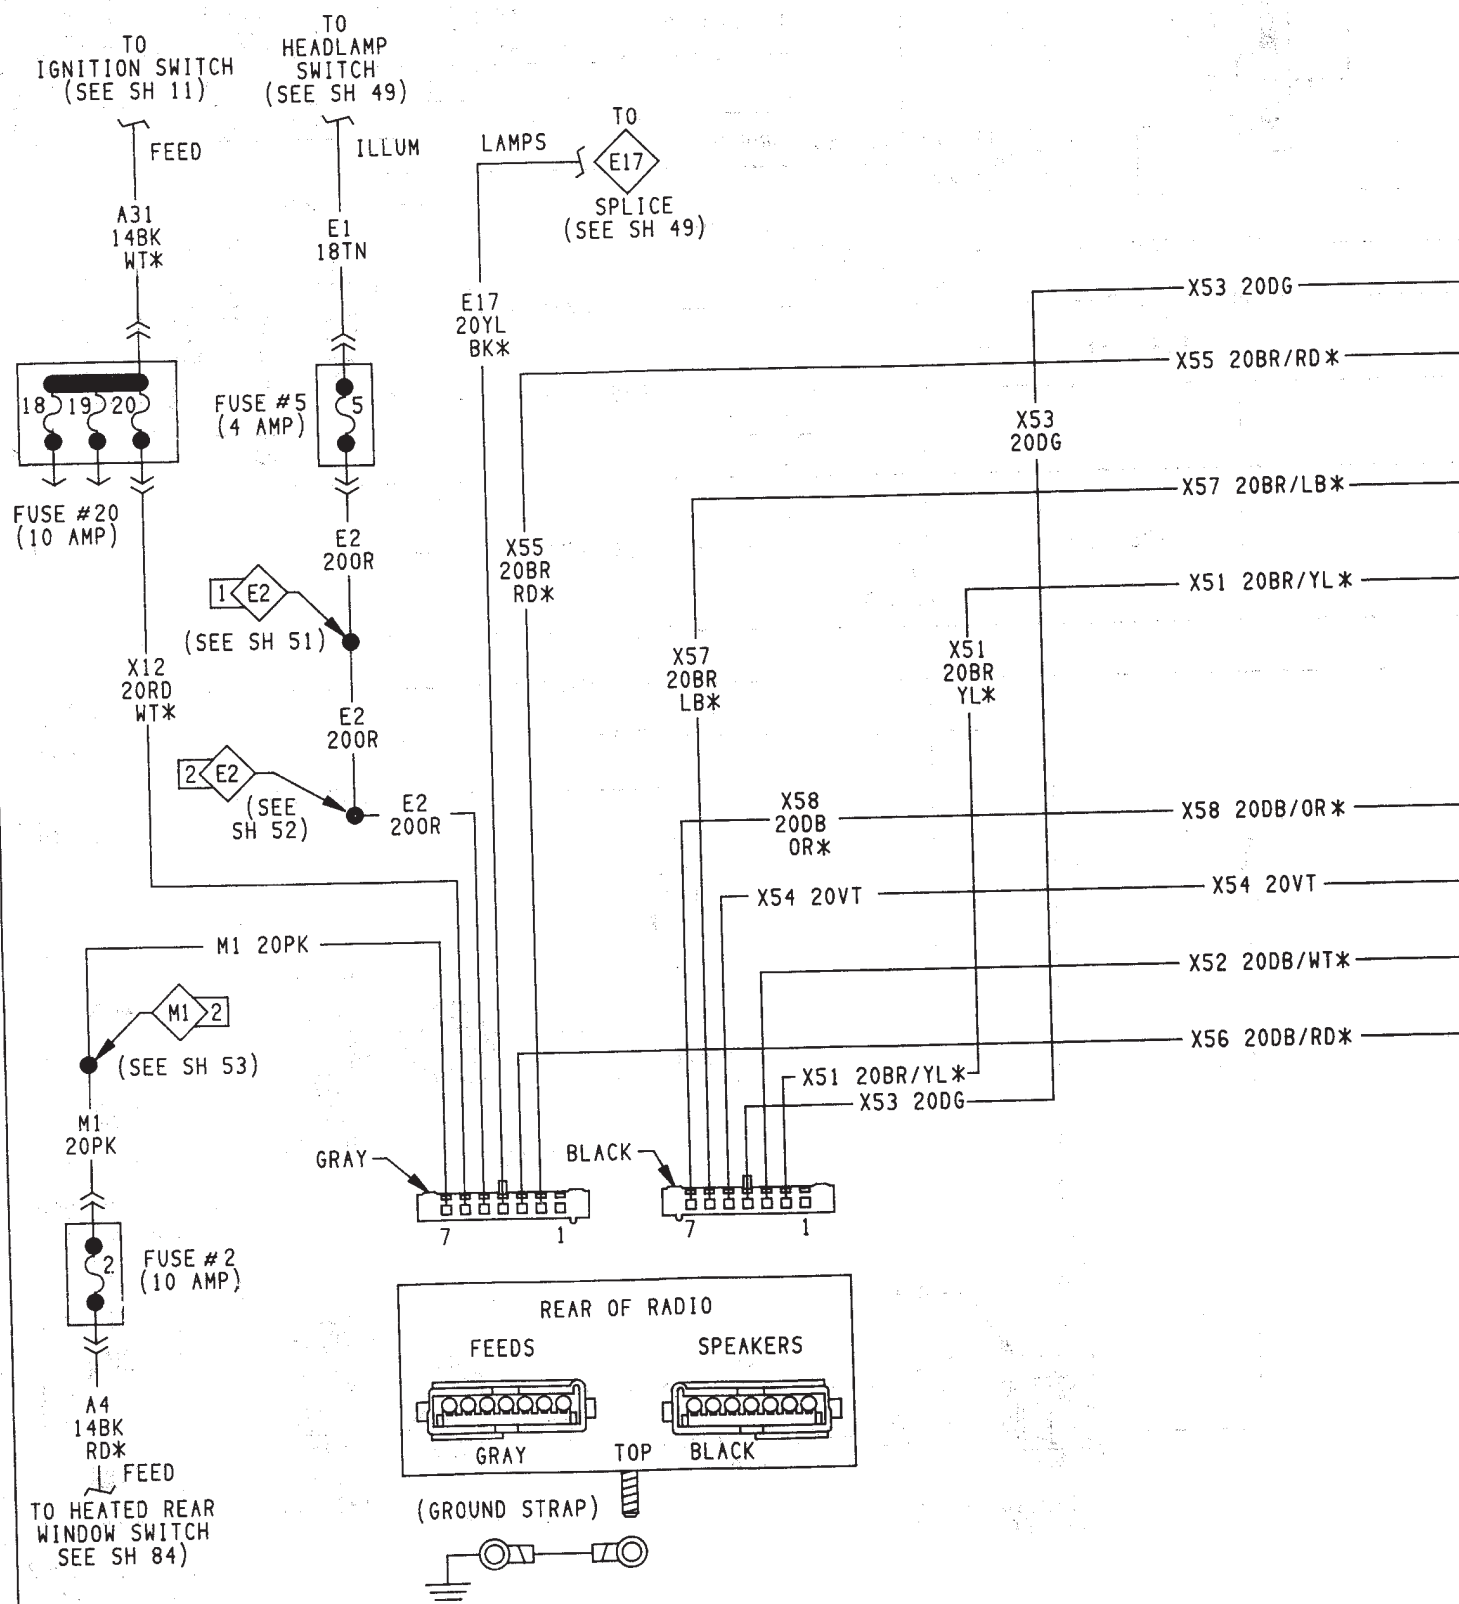 TO
IGNITION SWITCH
(SEE SH 11)
FEED
A31
14BK
WT*
18 19 20
FUSE #20
(10 AMP)
X12
20RD
WT*
TO
HEADLAMP
SWITCH
(SEE SH 49)
ILLUM
E1
18TN
FUSE #5
(4 AMP)
5
E2
20OR
1 E2
(SEE SH 51)
E2
20OR
2 E2
(SEE
SH 52)
E2
20OR
LAMPS
TO
E17
SPLICE
(SEE SH 49)
E17
20YL
BK*
X53 20DG
X55 20BR/RD*
X53
20DG
X57 20BR/LB*
X55
20BR
RD*
X51 20BR/YL*
X57
20BR
LB*
X51
20BR
YL*
X58
20DB
OR*
X58 20DB/OR*
X54 20VT
X54 20VT
X52 20DB/WT*
X56 20DB/RD*
X51 20BR/YL*
X53 20DG
M1 20PK
M1 2
(SEE SH 53)
M1
20PK
GRAY
7 1
BLACK
7 1
2
FUSE #2
(10 AMP)
A4
14BK
RD*
FEED
TO HEATED REAR
WINDOW SWITCH
SEE SH 84)
REAR OF RADIO
FEEDS
SPEAKERS
GRAY
TOP
BLACK
(GROUND STRAP)